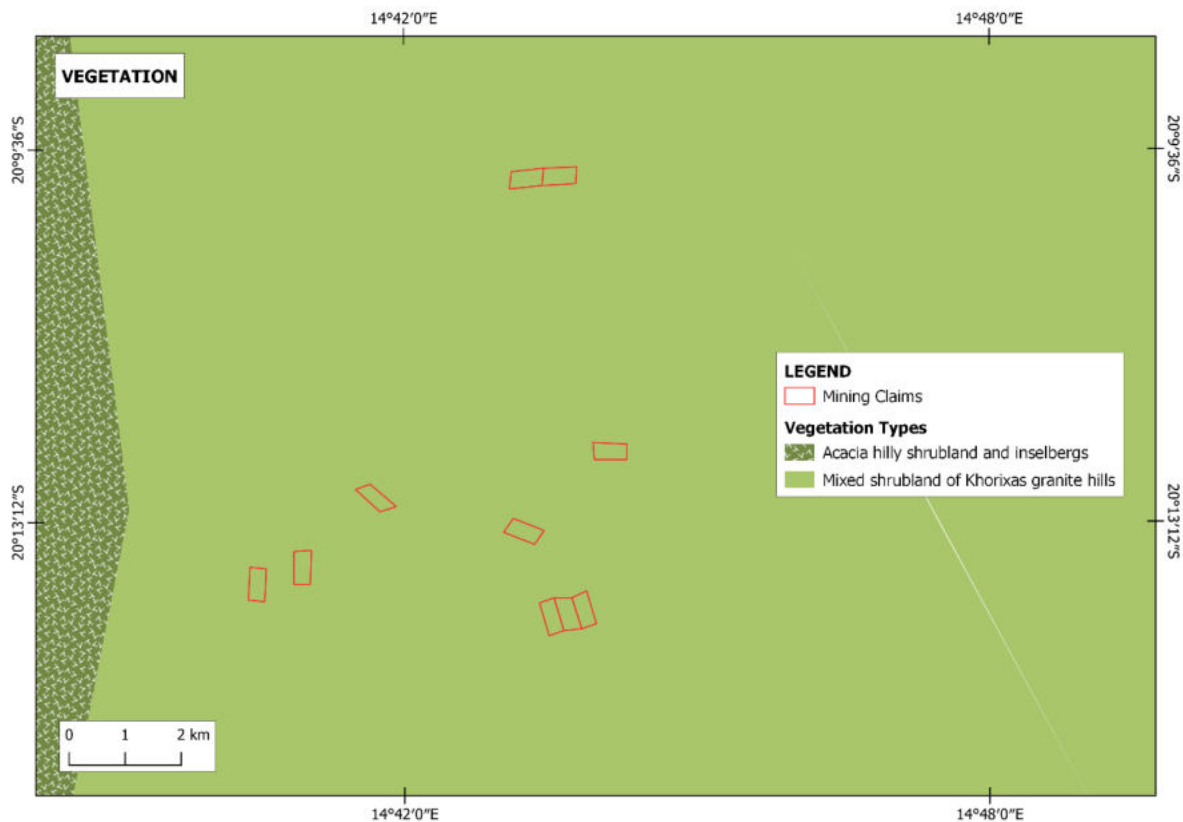 14°42'0"E 14°48'0"E
VEGETATION
20°9'36"S 20°9'36"S
LEGEND
Mining Claims
Vegetation Types
Acacia hilly shrubland and inselbergs
Mixed shrubland of Khorixas granite hills
20°13'12"S 20°13'12"S
0 1 2 km
14°42'0"E 14°48'0"E